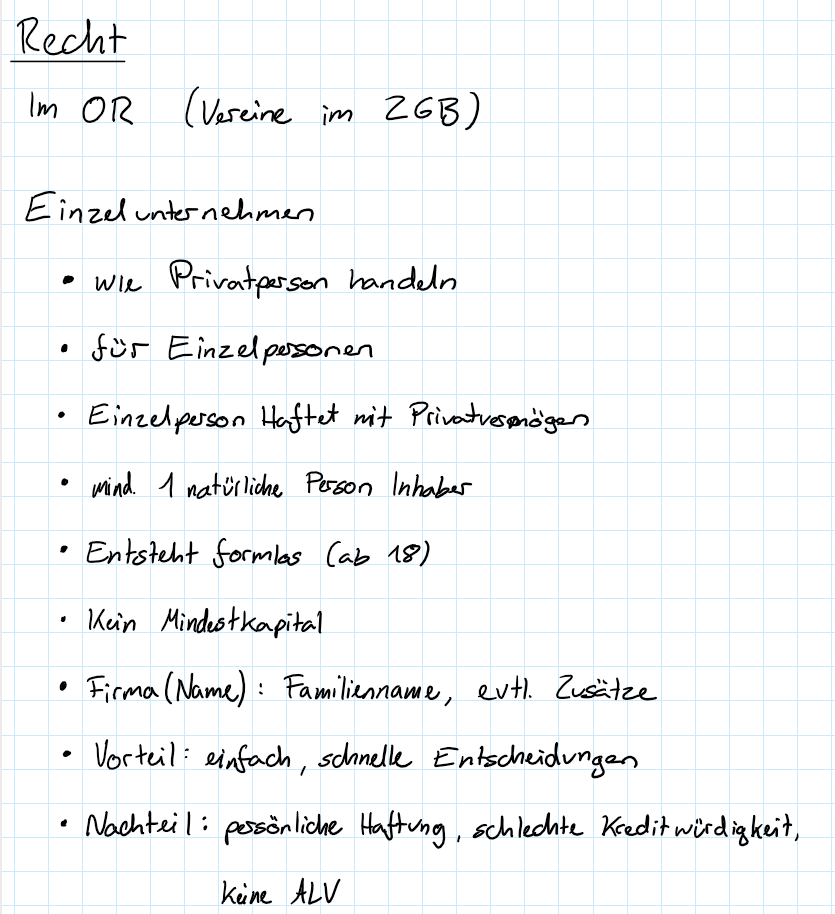 Recht
Im OR (Vereine im ZGB)
Einzelunternehmen
• wie Privatperson handeln
• für Einzelpersonen
• Einzelperson Haftet mit Privatvermögen
• mind. 1 natürliche Person Inhaber
• Entsteht formlos (ab 18)
• Kein Mindestkapital
• Firma (Name): Familienname, evtl. Zusätze
• Vorteil: einfach, schnelle Entscheidungen
• Nachteil: persönliche Haftung, schlechte Kreditwürdigkeit,
keine ALV